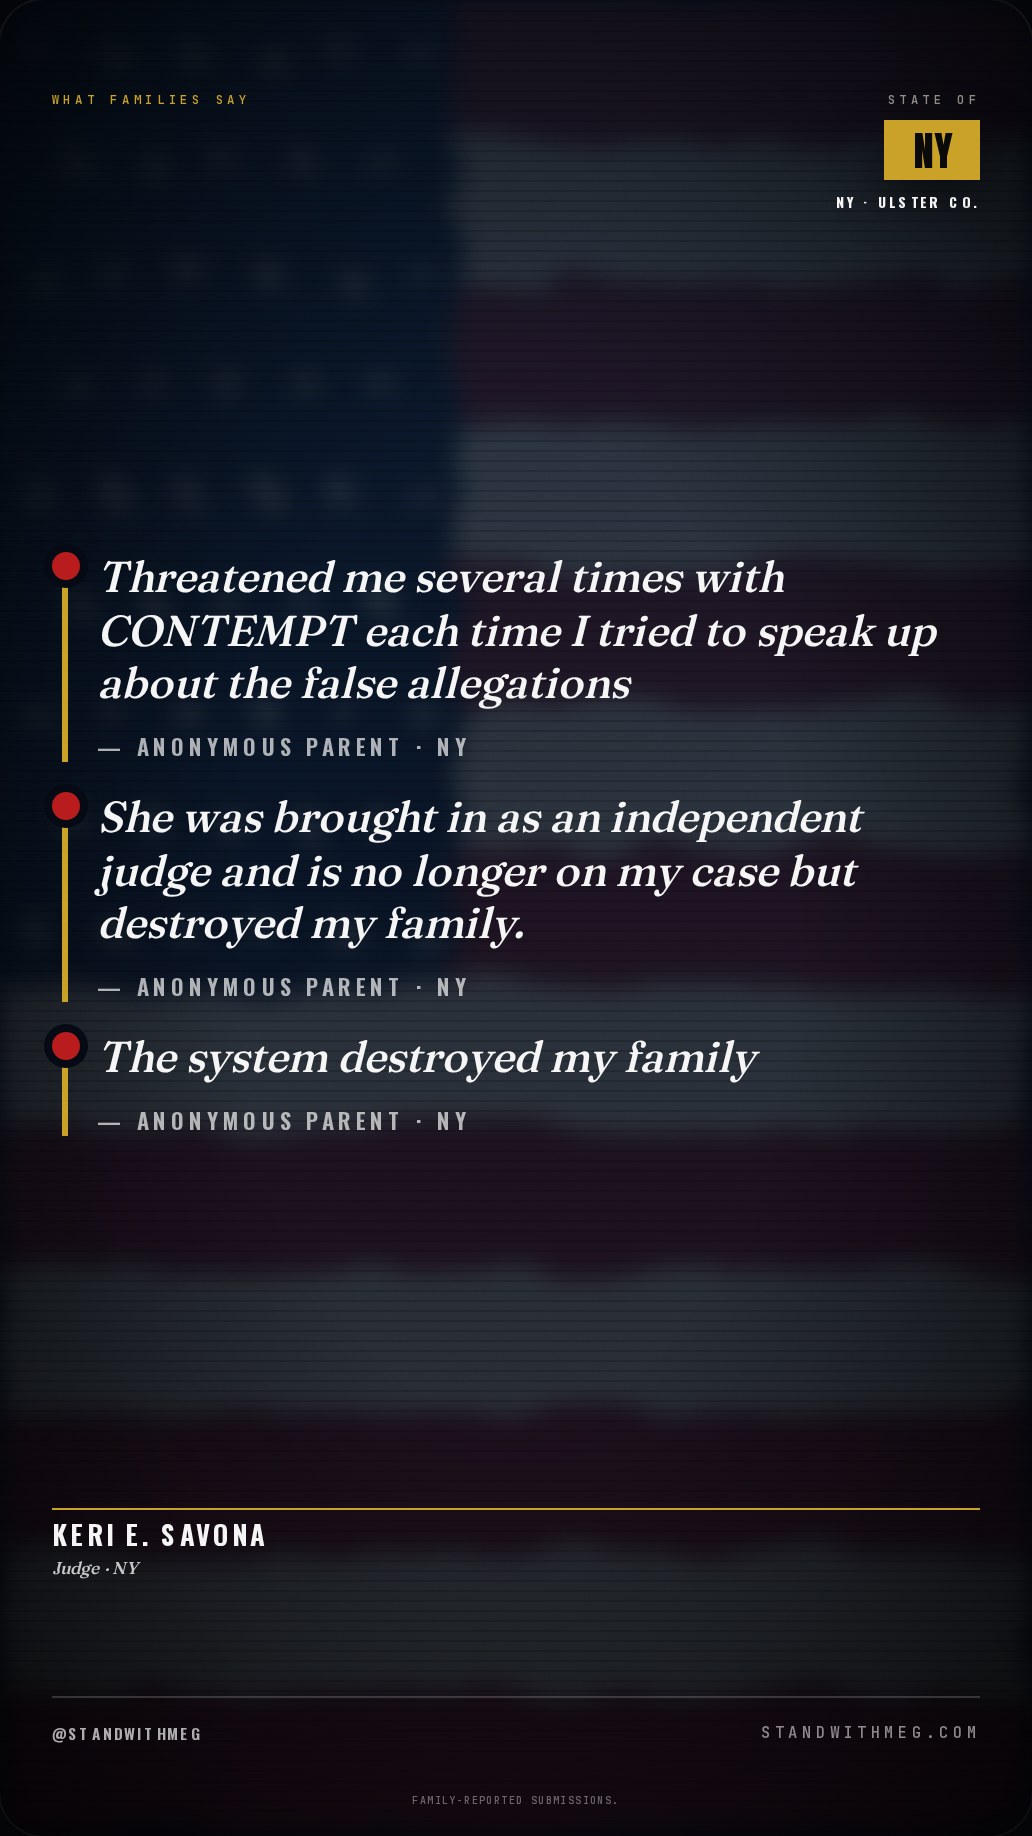 WHAT FAMILIES SAY
STATE OF
NY
NY · ULSTER CO.
Threatened me several times with
CONTEMPT each time I tried to speak up
about the false allegations
— ANONYMOUS PARENT · NY
She was brought in as an independent
judge and is no longer on my case but
destroyed my family.
— ANONYMOUS PARENT · NY
The system destroyed my family
— ANONYMOUS PARENT · NY
KERI E. SAVONA
Judge · NY
@STANDWITHMEG
STANDWITHMEG.COM
FAMILY-REPORTED SUBMISSIONS.